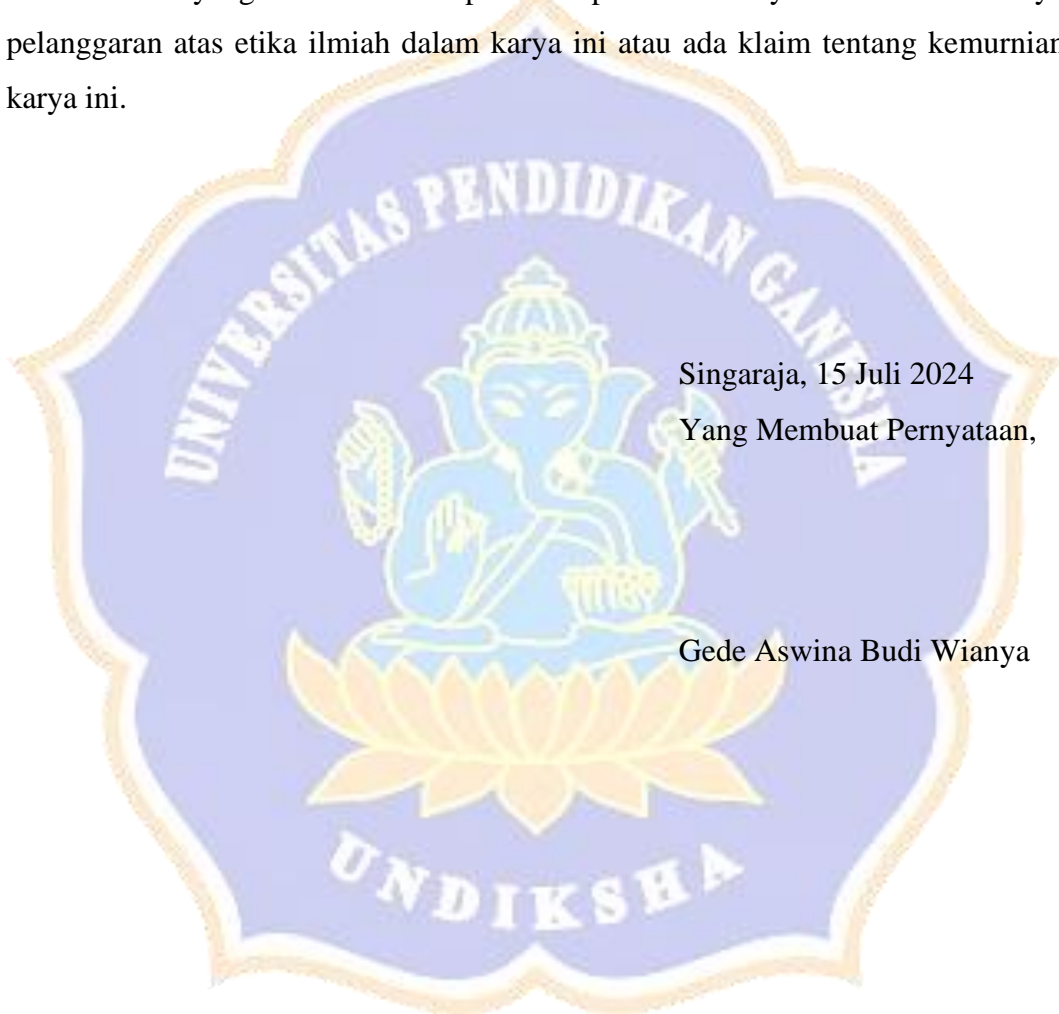 pelanggaran atas etika ilmiah dalam karya ini atau ada klaim tentang kemurnian
karya ini.
UNIVERSITAS PENDIDIKAN GANESHA
Singaraja, 15 Juli 2024
Yang Membuat Pernyataan,
Gede Aswina Budi Wianya
UNDIKSHA